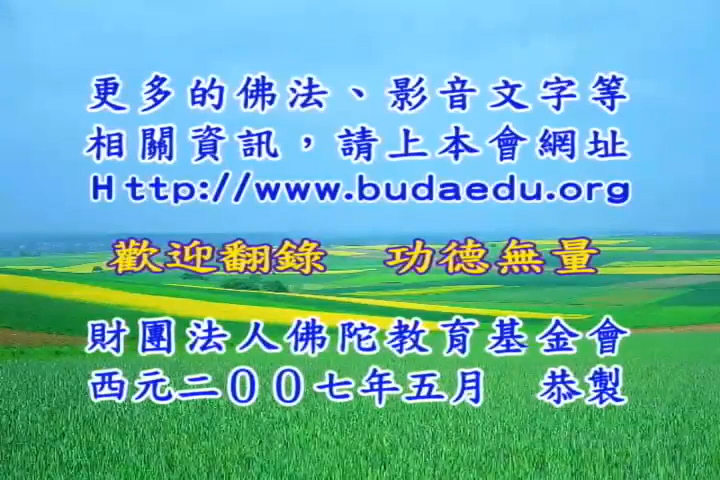 更多的佛法、影音文字等
相關資訊，請上本會網址
Http://www.budaedu.org
歡迎翻錄　功德無量
財團法人佛陀教育基金會
西元二００七年五月　恭製